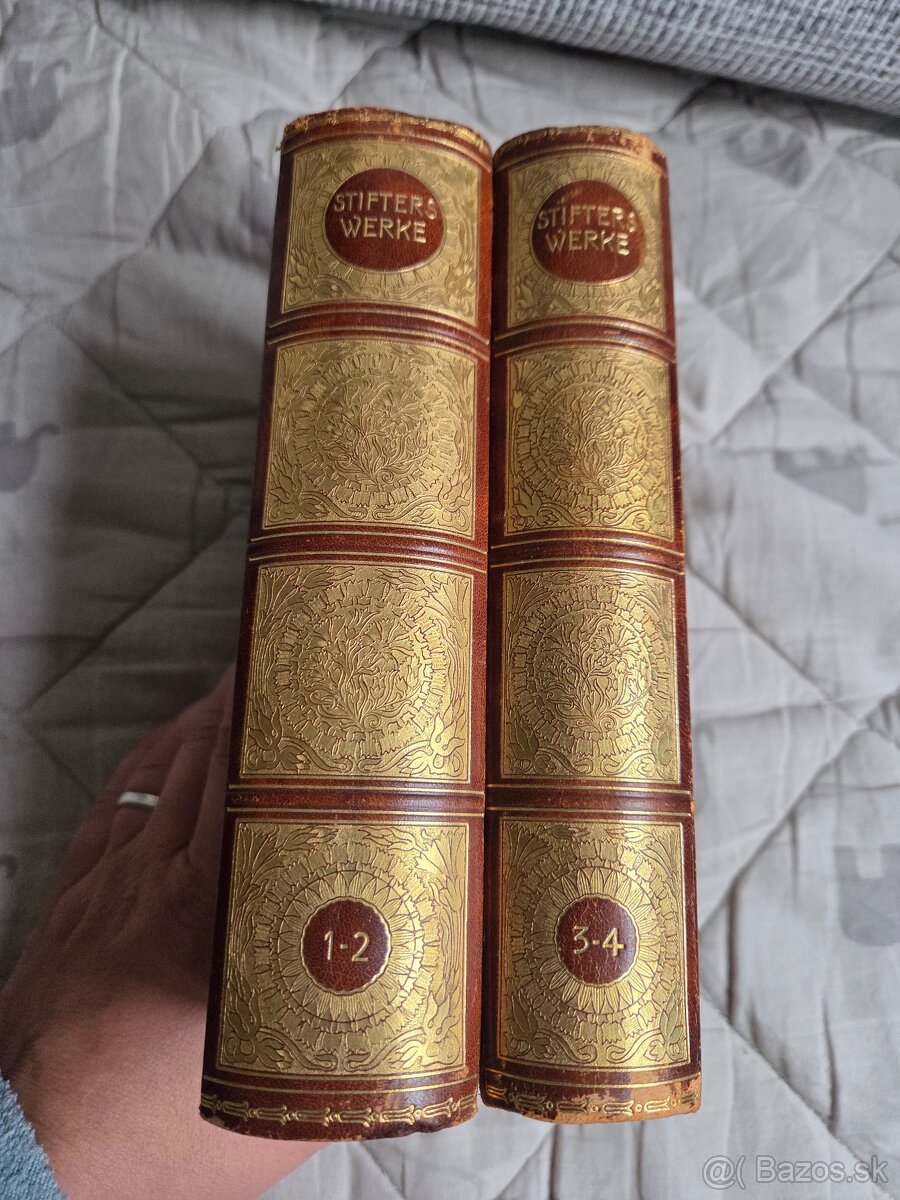 STIFTERS
WERKE
STIFTERS
WERKE
1-2
3-4
@( Bazos.sk